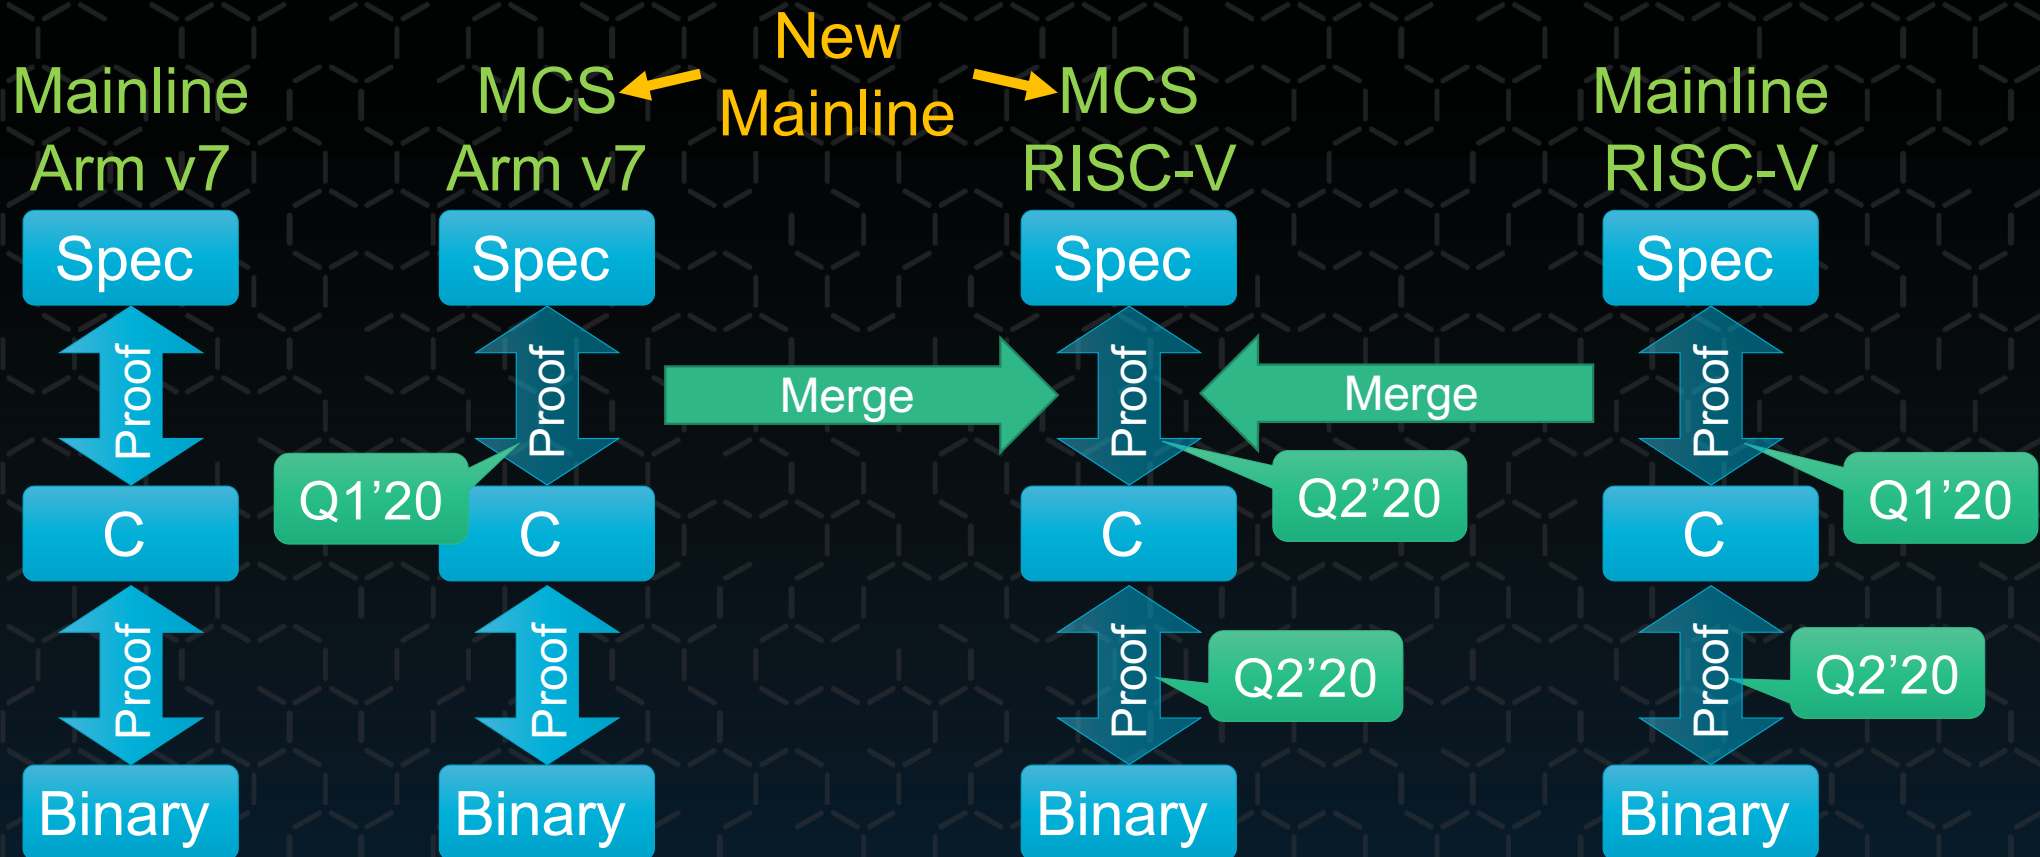 New
Mainline
Mainline
Arm v7
MCS
Arm v7
MCS
RISC-V
Mainline
RISC-V
Spec
Spec
Spec
Spec
Proof
Proof
Proof
Proof
Merge
Merge
Q1’20
Q2’20
Q1’20
C
C
C
C
Proof
Proof
Proof
Proof
Q2’20
Q2’20
Binary
Binary
Binary
Binary